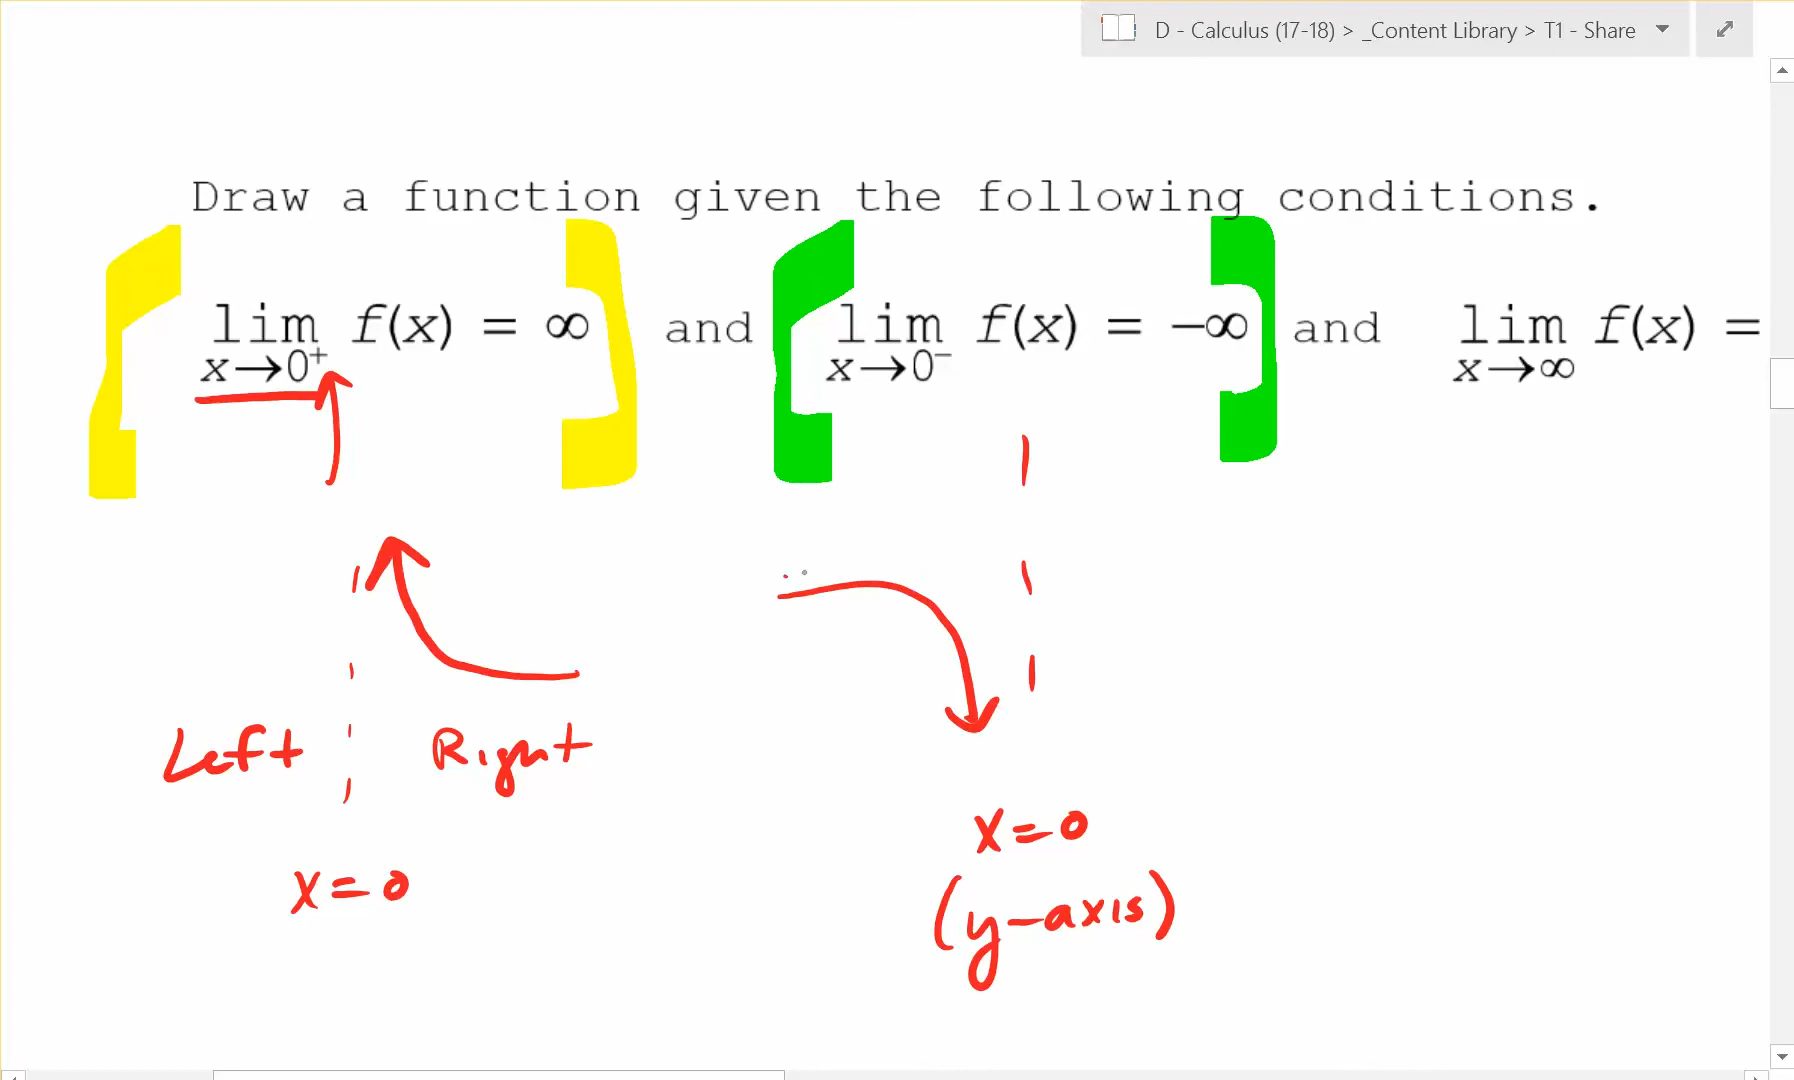 D - Calculus (17-18) > _Content Library > T1 - Share
Draw a function given the following conditions.
lim x→0⁺ f(x) = ∞ and lim x→0⁻ f(x) = −∞ and lim x→∞ f(x) =
Left Right
x=0
x=0
(y-axis)